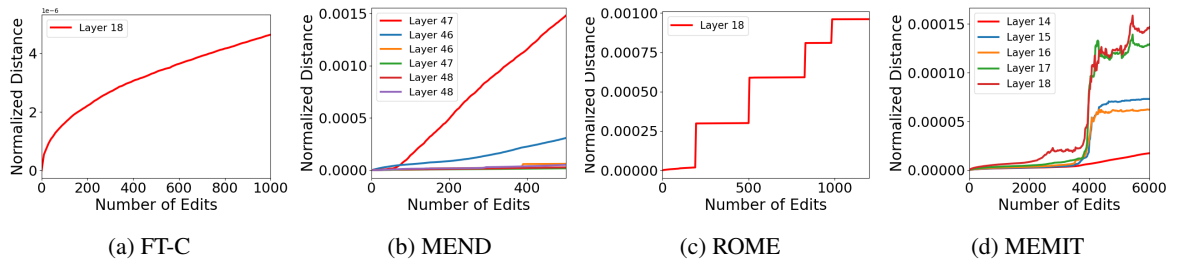 1e−6
Normalized Distance
4
2
0
0 200 400 600 800 1000
Number of Edits
Layer 18
(a) FT-C
Normalized Distance
0.0015
0.0010
0.0005
0.0000
0 200 400
Number of Edits
Layer 47
Layer 46
Layer 46
Layer 47
Layer 48
Layer 48
(b) MEND
Normalized Distance
0.00100
0.00075
0.00050
0.00025
0.00000
0 500 1000
Number of Edits
Layer 18
(c) ROME
Normalized Distance
0.00015
0.00010
0.00005
0.00000
0 2000 4000 6000
Number of Edits
Layer 14
Layer 15
Layer 16
Layer 17
Layer 18
(d) MEMIT